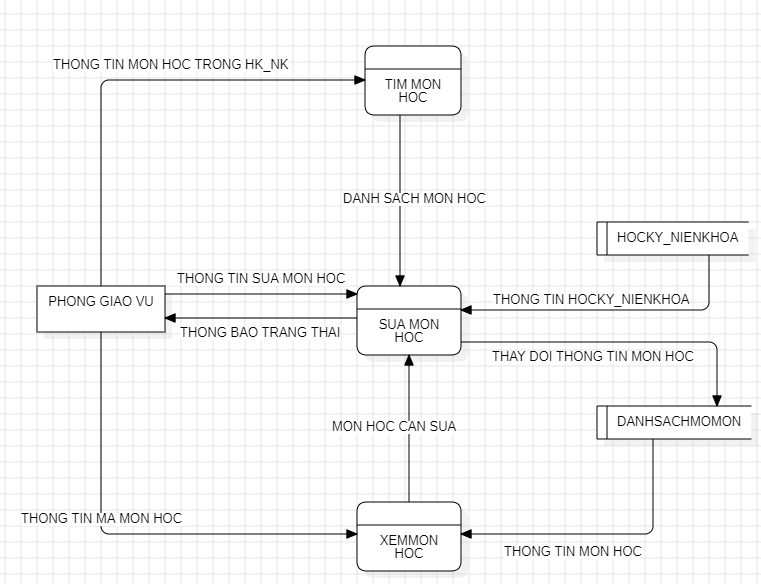 THONG TIN MON HOC TRONG HK_NK
TIM MON
HOC
DANH SACH MON HOC
HOCKY_NIENKHOA
THONG TIN SUA MON HOC
PHONG GIAO VU
THONG TIN HOCKY_NIENKHOA
SUA MON
HOC
THONG BAO TRANG THAI
THAY DOI THONG TIN MON HOC
DANHSACHMOMON
MON HOC CAN SUA
THONG TIN MA MON HOC
XEMMON
HOC
THONG TIN MON HOC